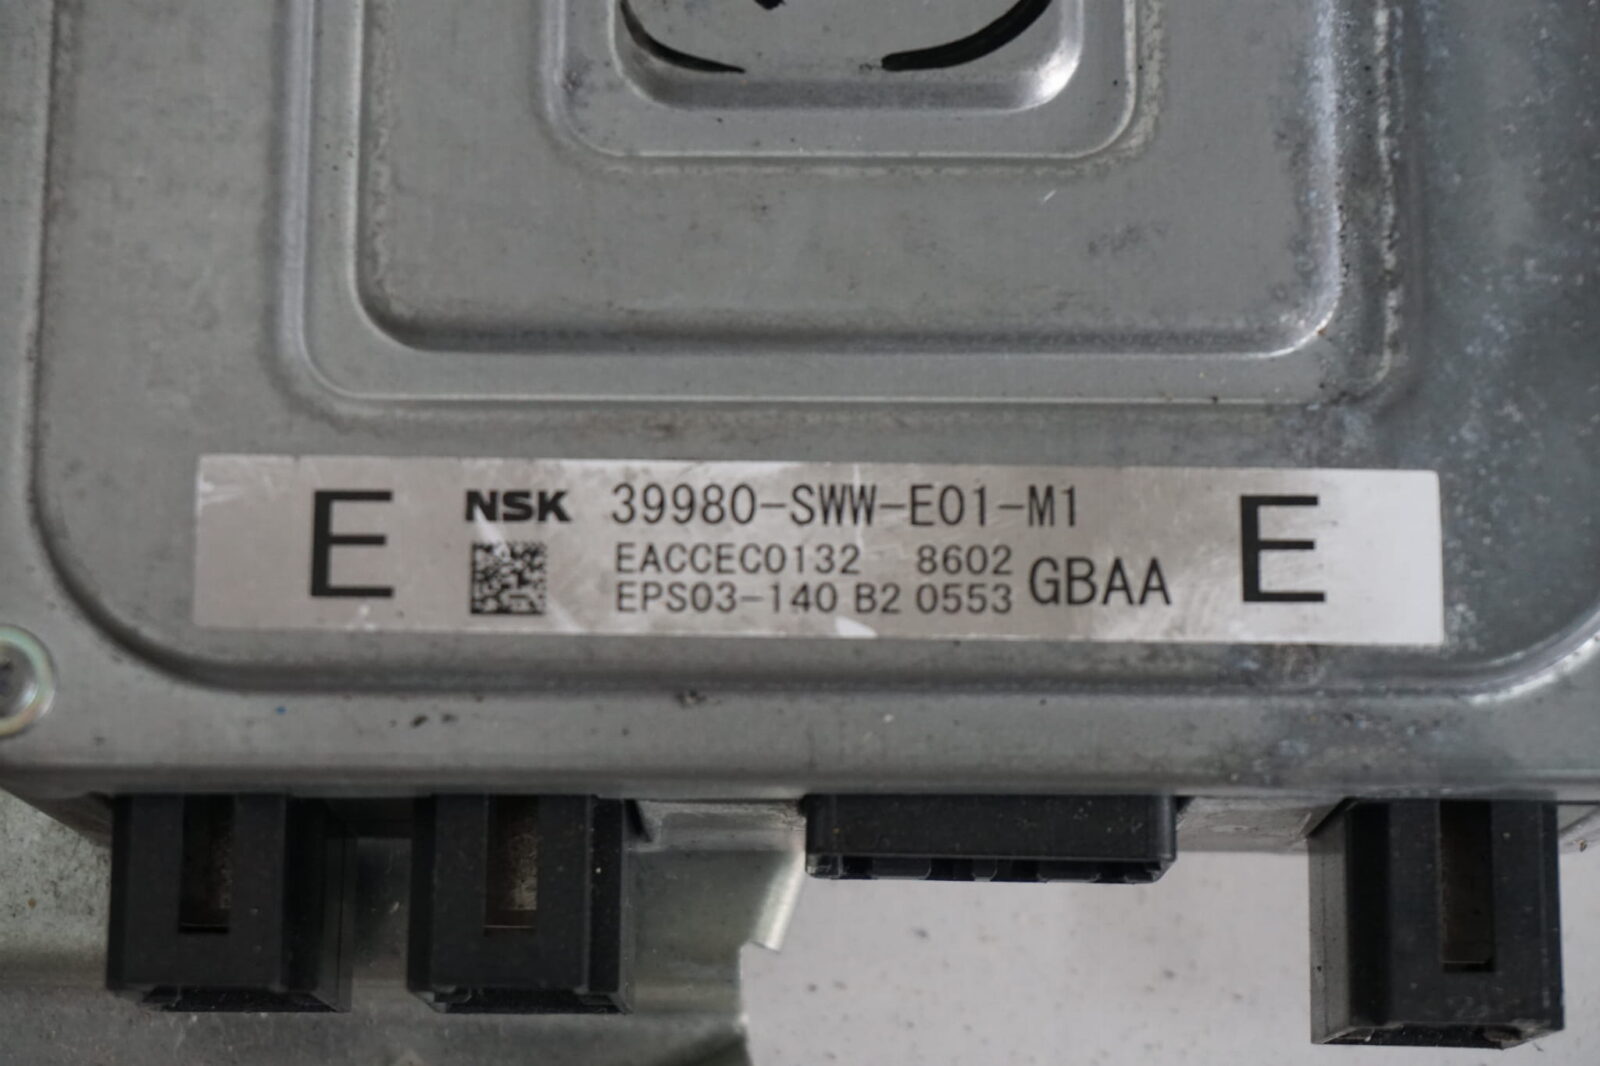 E NSK 39980-SWW-E01-M1 E
EACCEC0132 8602 GBAA
EPS03-140 B2 0553